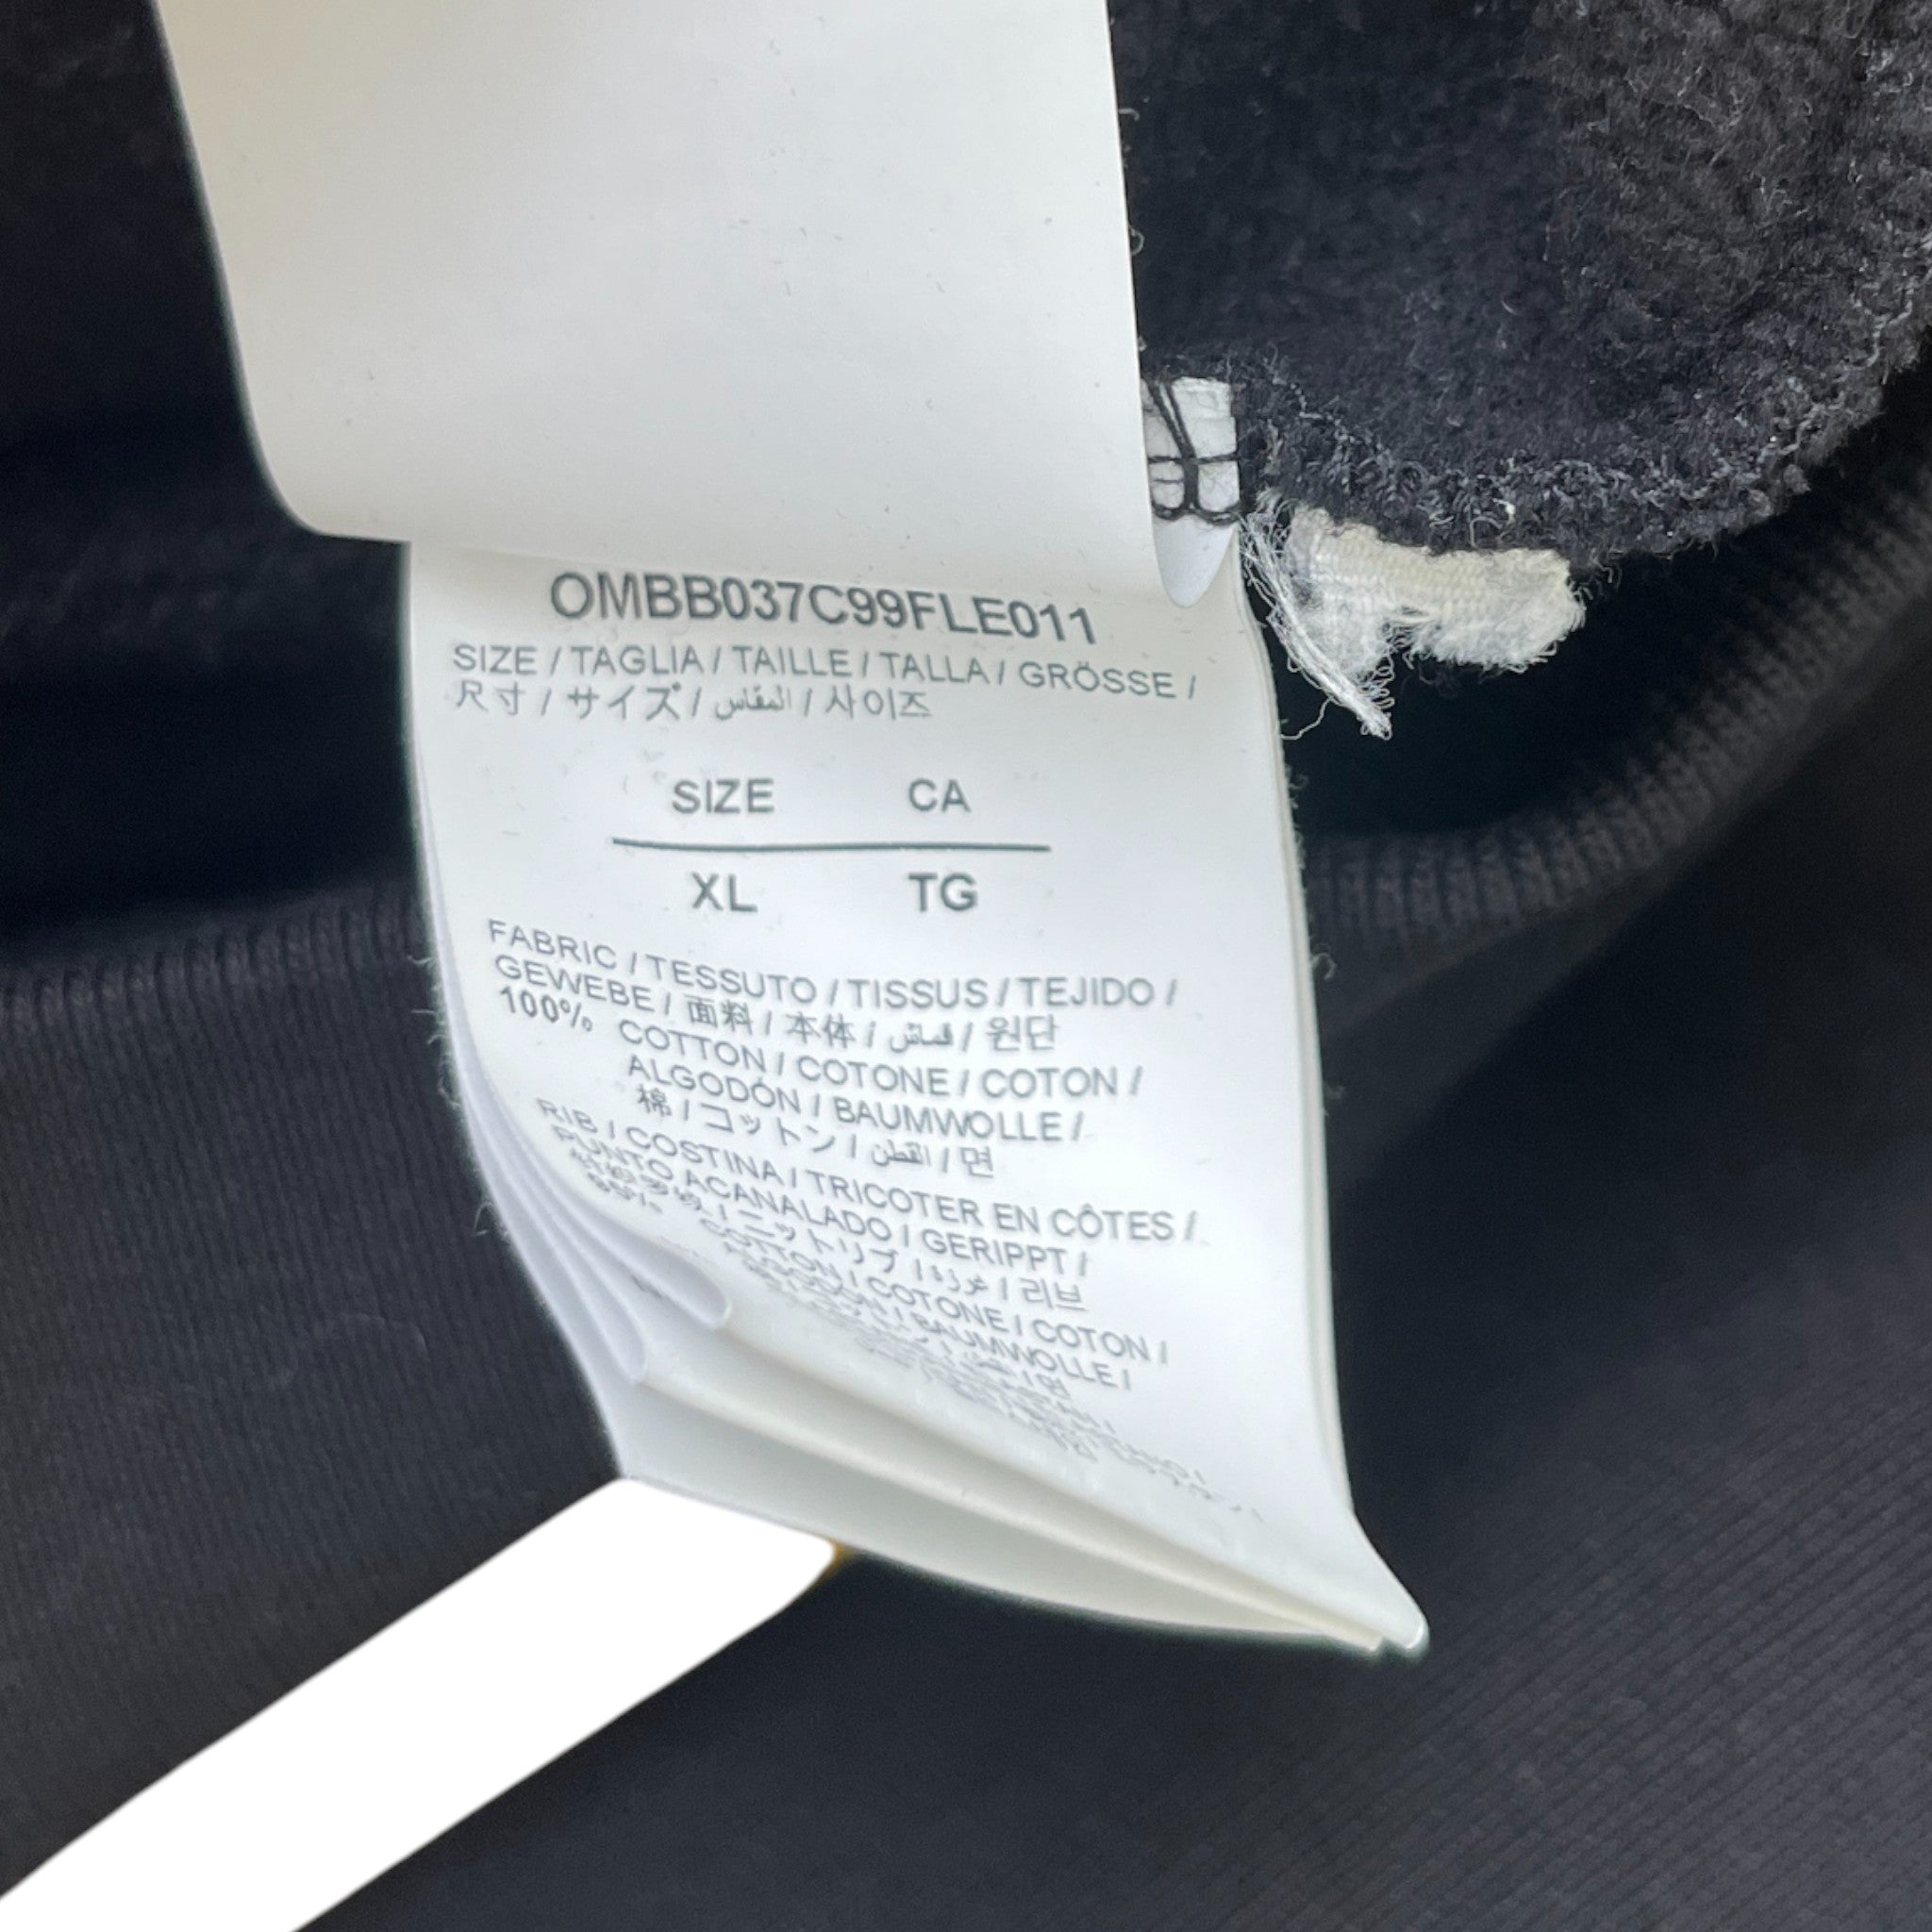 OMBB037C99FLE011
SIZE / TAGLIA / TAILLE / TALLA / GRÖSSE /
尺寸 / サイズ / المقاس / 사이즈
SIZE CA
XL TG
FABRIC / TESSUTO / TISSUS / TEJIDO /
GEWEBE / 面料 / 本体 / قماش / 원단
100% COTTON / COTONE / COTON /
ALGODÓN / BAUMWOLLE /
棉 / コットン / القطن / 면
RIB / COSTINA / TRICOTER EN CÔTES /
PUNTO ACANALADO / GERIPPT /
ニットリブ / غرزة / 리브
COTTON / COTONE / COTON /
BAUMWOLLE /